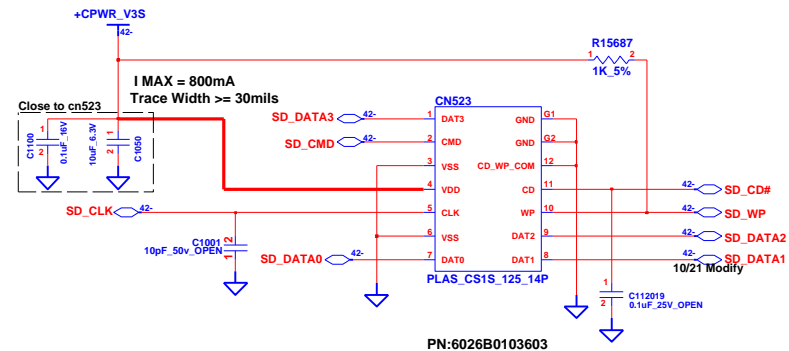 +CPWR_V3S
42-
R15687
1 2
1K_5%
I MAX = 800mA
Trace Width >= 30mils
Close to cn523
C1100
0.1uF_16V
1
2
10uF_6.3V
C1050
1
2
CN523
SD_DATA3 42- 1 DAT3 GND G1
SD_CMD 42- 2 CMD GND G2
3 VSS CD_WP_COM 12
4 VDD CD 11 42- SD_CD#
SD_CLK 42- 5 CLK WP 10 42- SD_WP
6 VSS DAT2 9 42- SD_DATA2
SD_DATA0 42- 7 DAT0 DAT1 8 42- SD_DATA1
10/21 Modify
C1001
10pF_50v_OPEN
2
1
PLAS_CS1S_125_14P
1
2
C112019
0.1uF_25V_OPEN
PN:6026B0103603